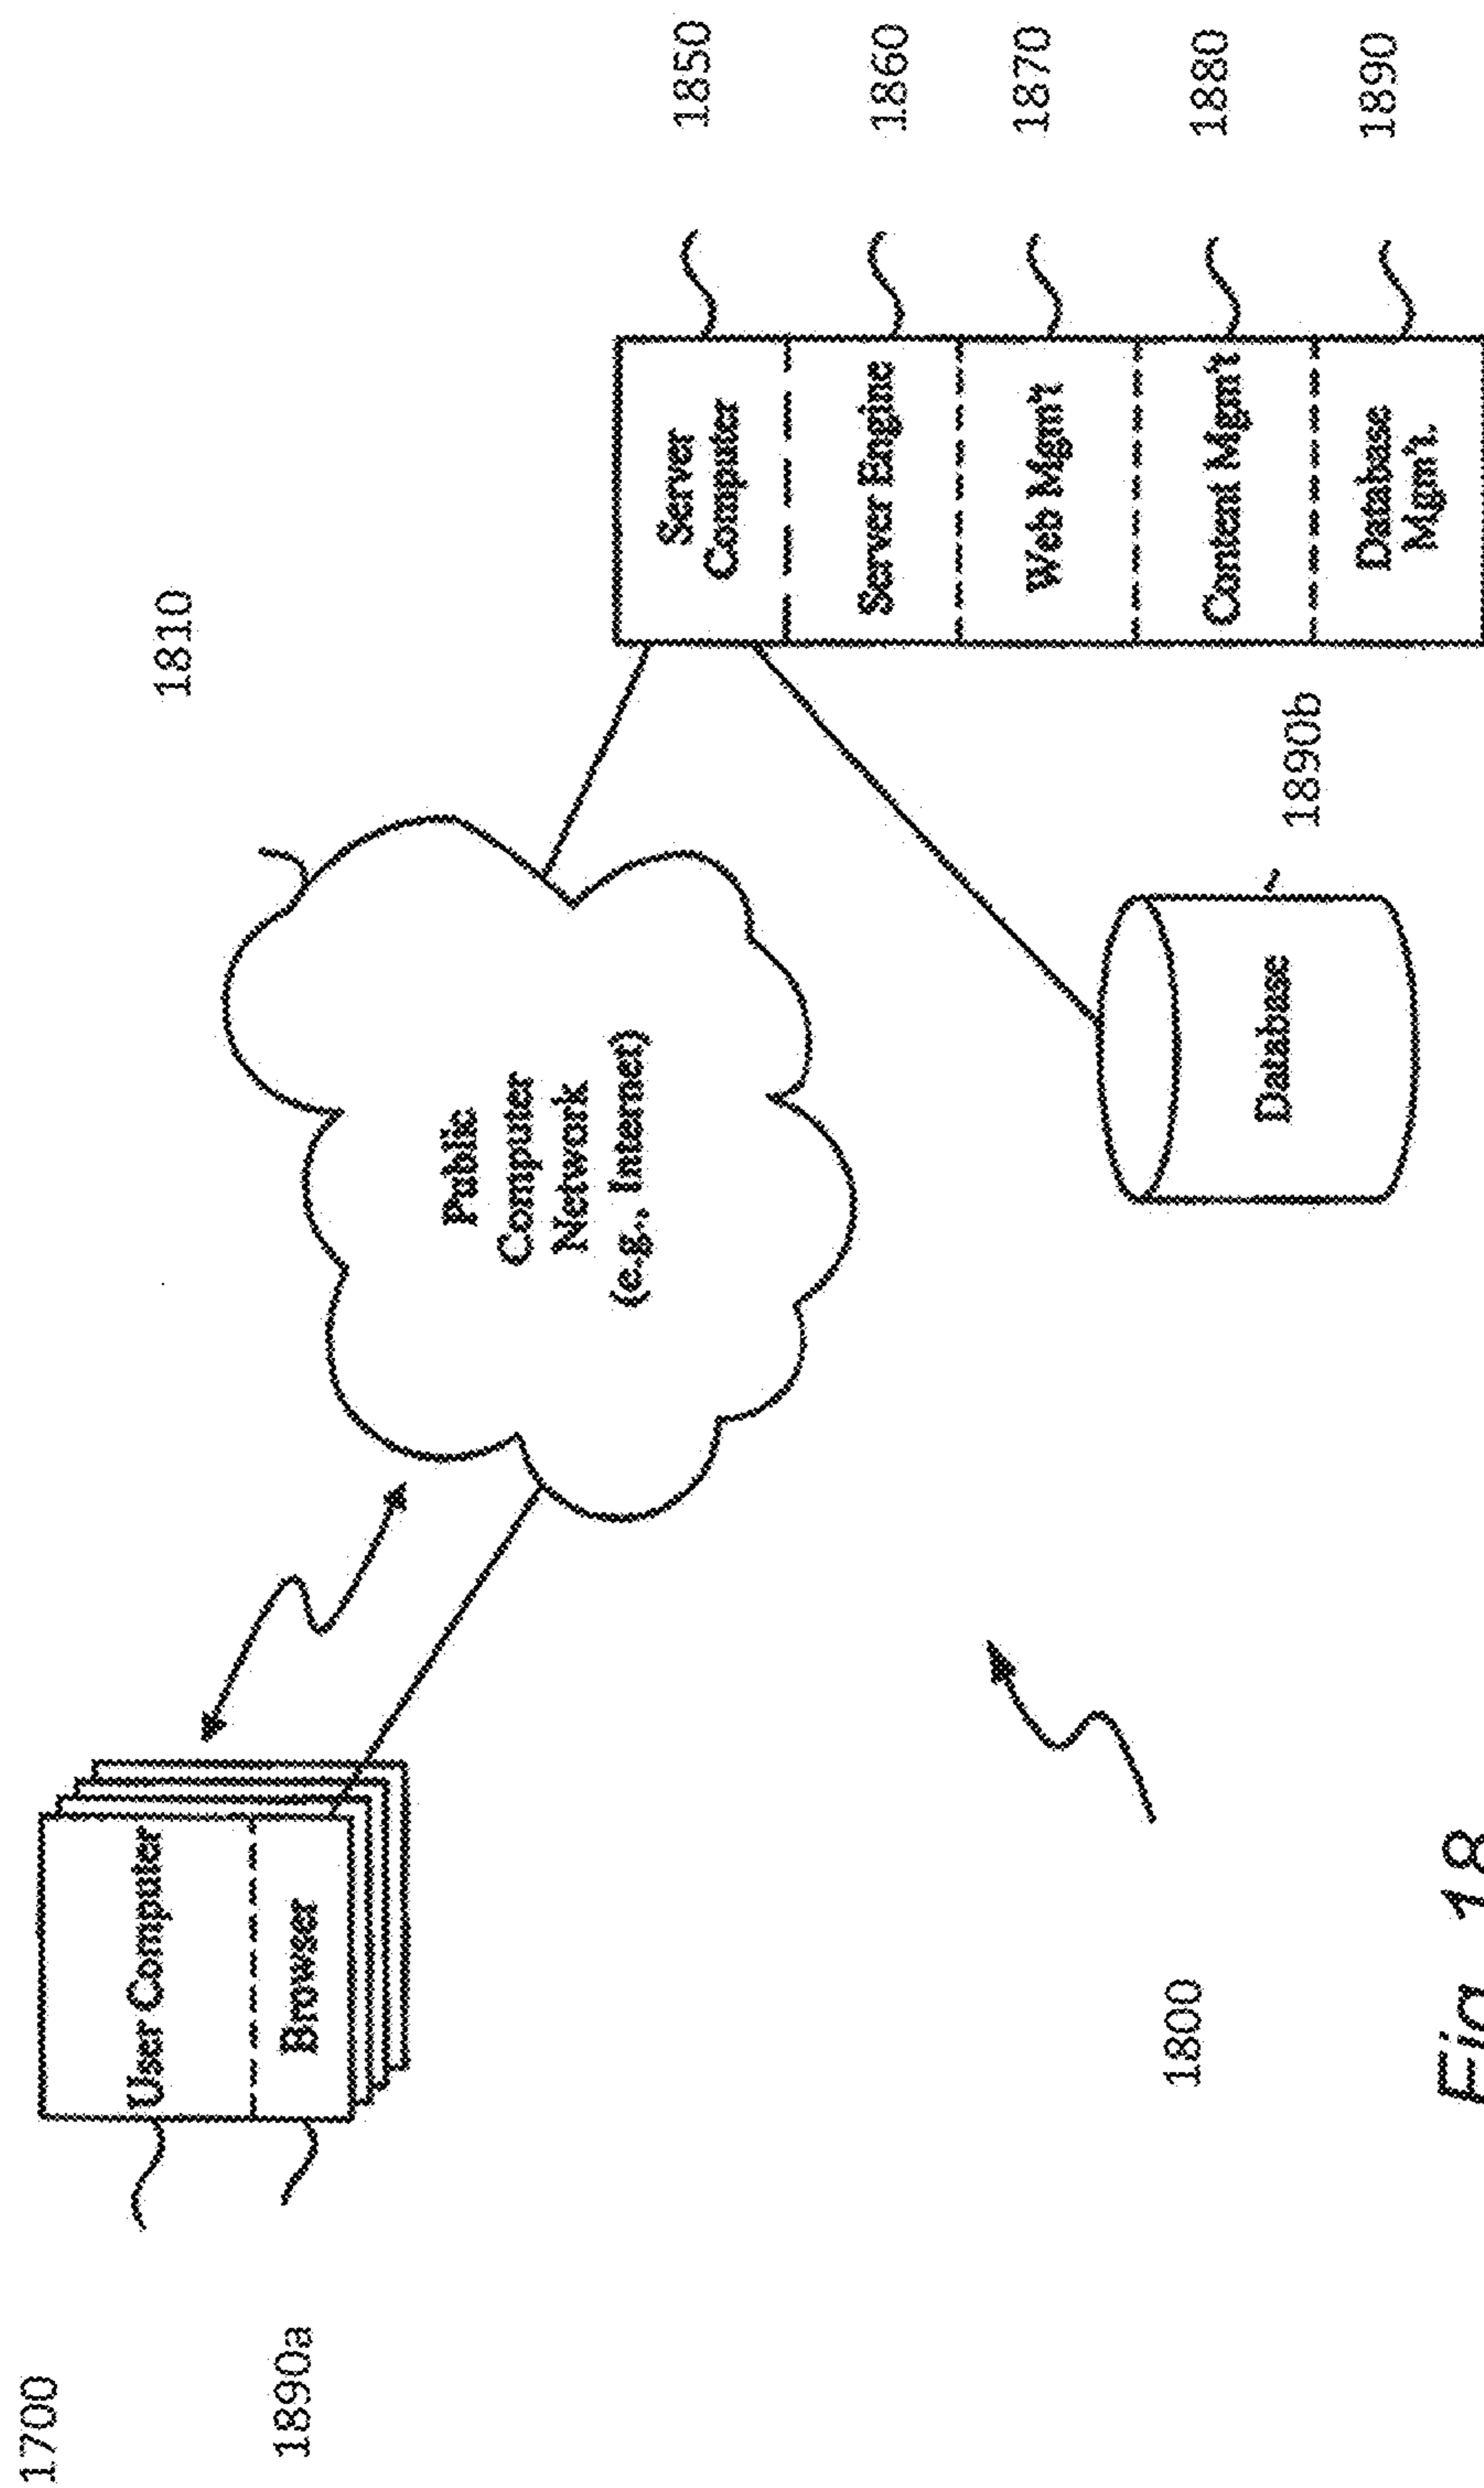 1700
User Computer
1890a
Browser
1810
Public
Computer
Network
(e.g., Internet)
Server
Computer
1850
Server Engine
1860
Web Mgm't
1870
Content Mgm't
1880
Database
Mgm't.
1890
1890b
Database
1800
Fig. 18